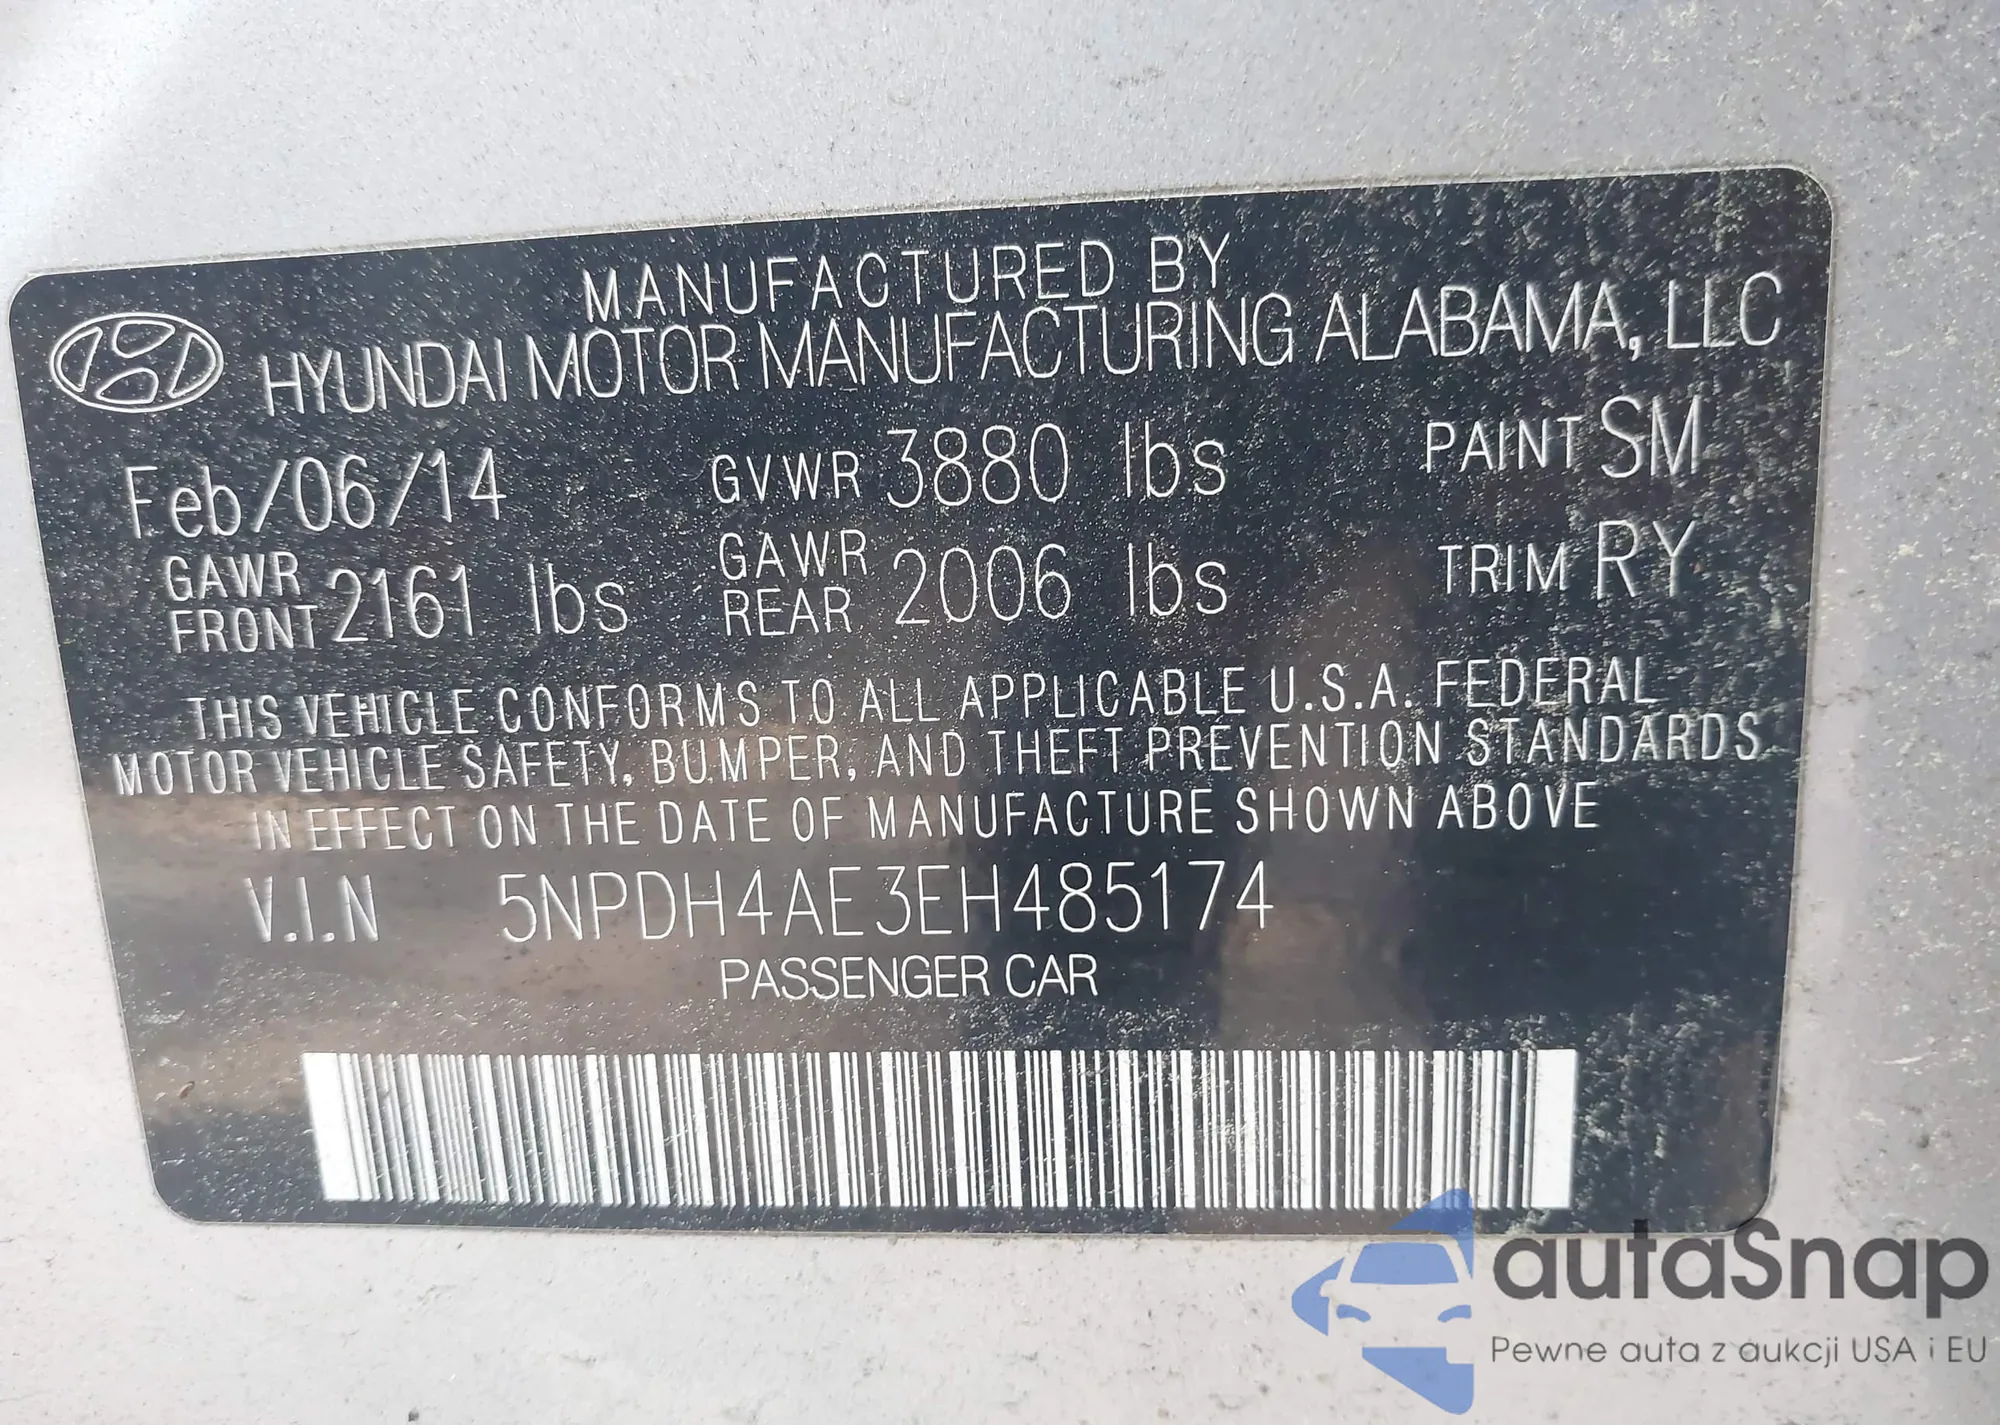 MANUFACTURED BY
HYUNDAI MOTOR MANUFACTURING ALABAMA, LLC
Feb/06/14 GVWR 3880 lbs PAINT SM
GAWR FRONT 2161 lbs GAWR REAR 2006 lbs TRIM RY
THIS VEHICLE CONFORMS TO ALL APPLICABLE U.S.A. FEDERAL
MOTOR VEHICLE SAFETY, BUMPER, AND THEFT PREVENTION STANDARDS
IN EFFECT ON THE DATE OF MANUFACTURE SHOWN ABOVE
V.I.N 5NPDH4AE3EH485174
PASSENGER CAR
autaSnap
Pewne auta z aukcji USA i EU